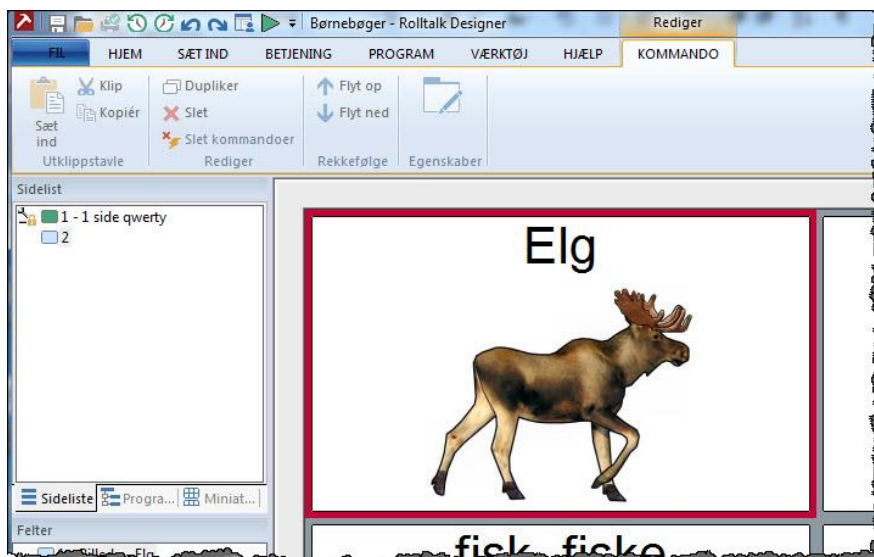 Børnebøger - Rolltalk Designer
Rediger
FIL HJEM SÆT IND BETJENING PROGRAM VÆRKTØJ HJÆLP KOMMANDO
Sæt ind
Klip
Kopiér
Utklippstavle
Dupliker
Slet
Slet kommandoer
Rediger
Flyt op
Flyt ned
Rekkefølge
Egenskaber
Sidelist
1 - 1 side qwerty
2
Sideliste Progra... Miniat...
Felter
Elg
fisk, fiske